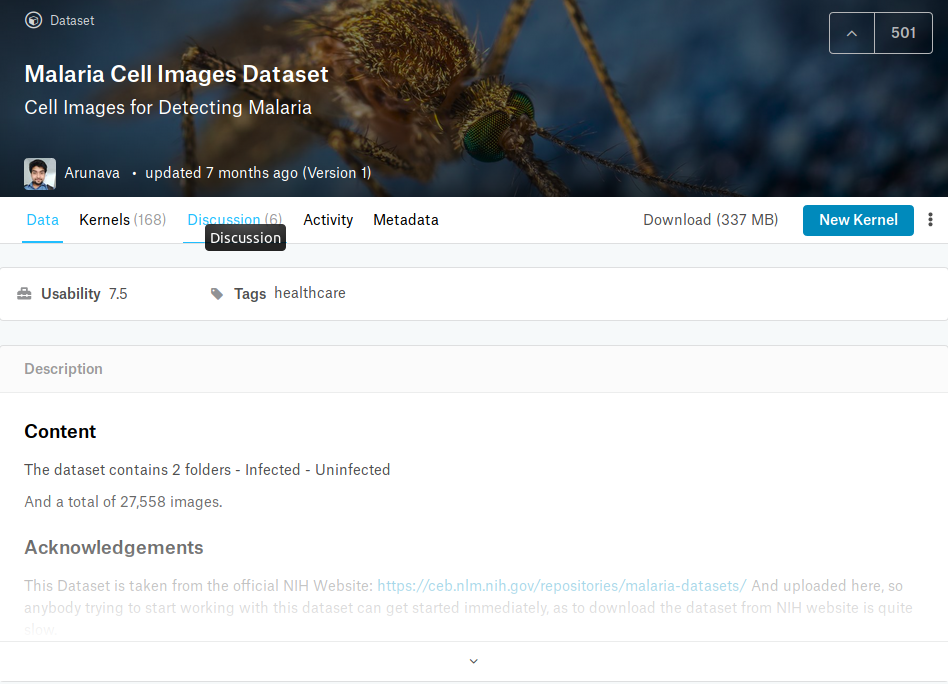 Dataset
501
Malaria Cell Images Dataset
Cell Images for Detecting Malaria
Arunava • updated 7 months ago (Version 1)
Data Kernels (168) Discussion (6) Activity Metadata Download (337 MB) New Kernel
Discussion
Usability 7.5 Tags healthcare
Description
Content
The dataset contains 2 folders - Infected - Uninfected
And a total of 27,558 images.
Acknowledgements
This Dataset is taken from the official NIH Website: https://ceb.nlm.nih.gov/repositories/malaria-datasets/ And uploaded here, so
anybody trying to start working with this dataset can get started immediately, as to download the dataset from NIH website is quite
slow.